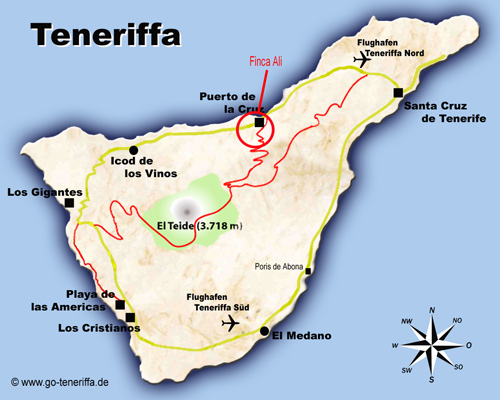 Teneriffa
Flughafen
Teneriffa Nord
Finca Ali
Puerto de
la Cruz
Santa Cruz
de Tenerife
Icod de
los Vinos
Los Gigantes
El Teide (3.718 m)
Poris de Abona
Playa de
las Americas
Los Cristianos
Flughafen
Teneriffa Süd
El Medano
N
NW
NO
W
O
SW
SO
S
© www.go-teneriffa.de